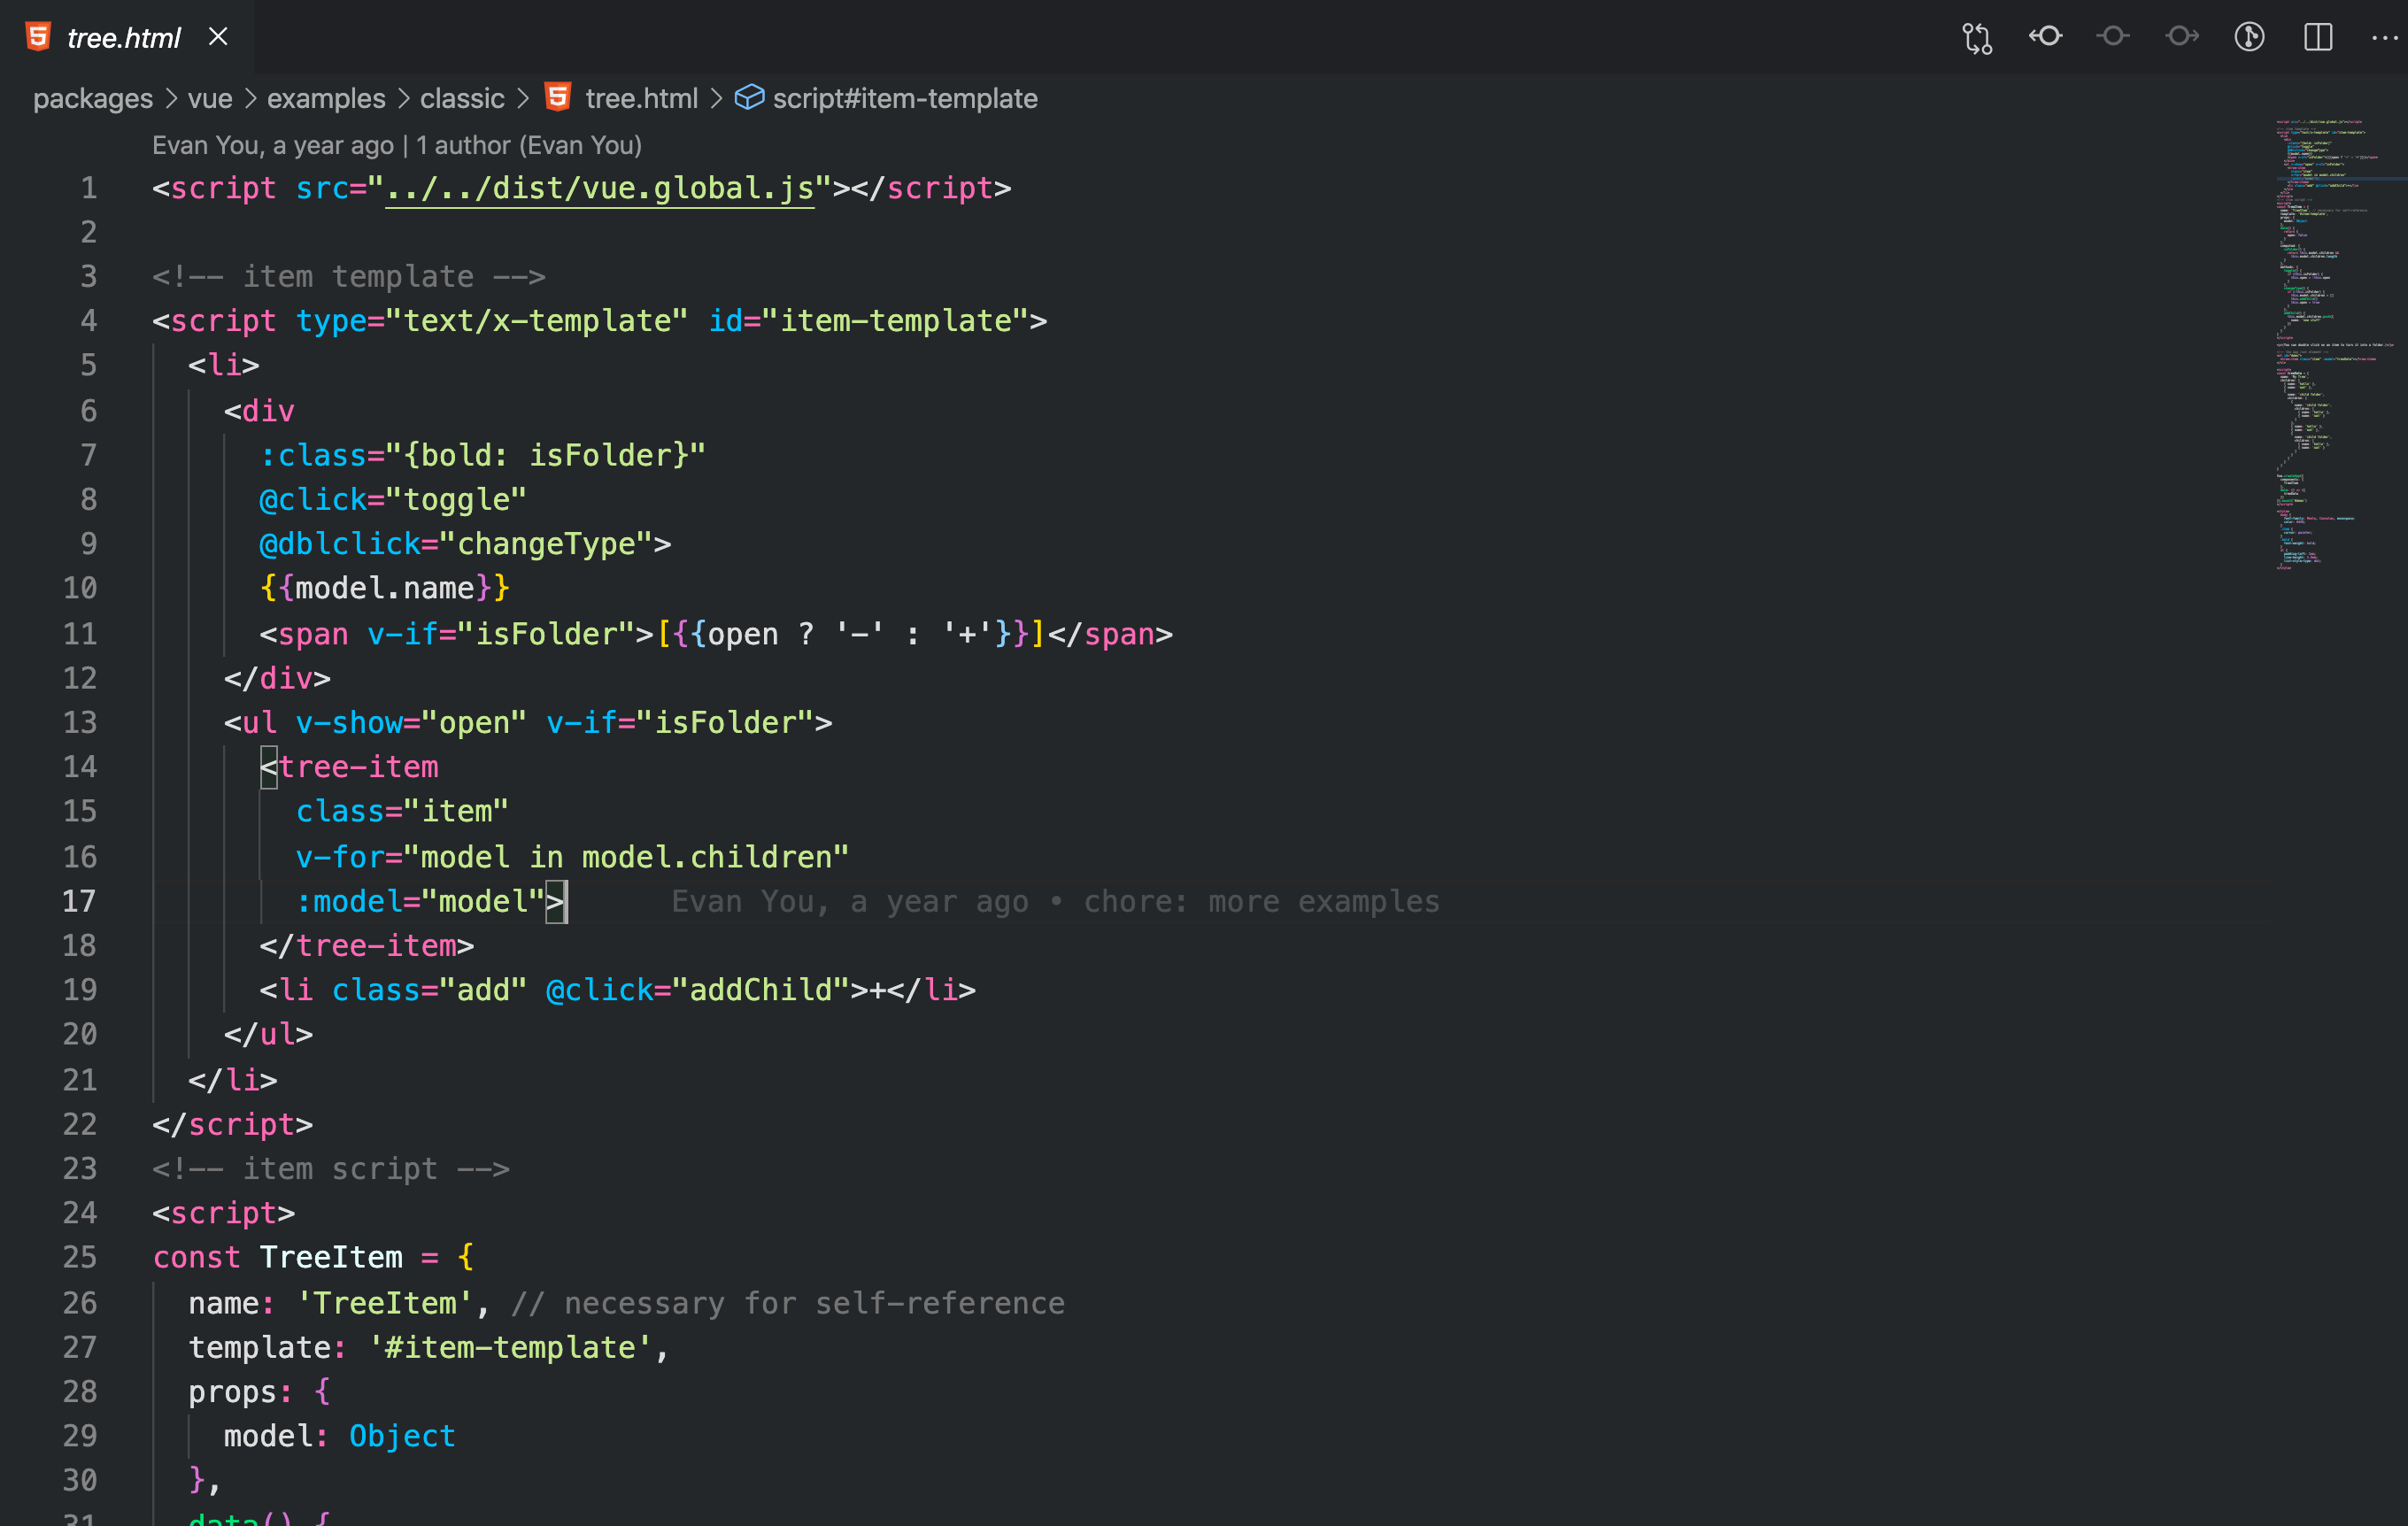 tree.html
packages > vue > examples > classic > tree.html > script#item-template
Evan You, a year ago | 1 author (Evan You)
1 <script src="../../dist/vue.global.js"></script>
2
3 <!-- item template -->
4 <script type="text/x-template" id="item-template">
5 <li>
6 <div
7 :class="{bold: isFolder}"
8 @click="toggle"
9 @dblclick="changeType">
10 {{model.name}}
11 <span v-if="isFolder">[{{open ? '-' : '+'}}]</span>
12 </div>
13 <ul v-show="open" v-if="isFolder">
14 <tree-item
15 class="item"
16 v-for="model in model.children"
17 :model="model"> Evan You, a year ago • chore: more examples
18 </tree-item>
19 <li class="add" @click="addChild">+</li>
20 </ul>
21 </li>
22 </script>
23 <!-- item script -->
24 <script>
25 const TreeItem = {
26 name: 'TreeItem', // necessary for self-reference
27 template: '#item-template',
28 props: {
29 model: Object
30 },
31 data() {